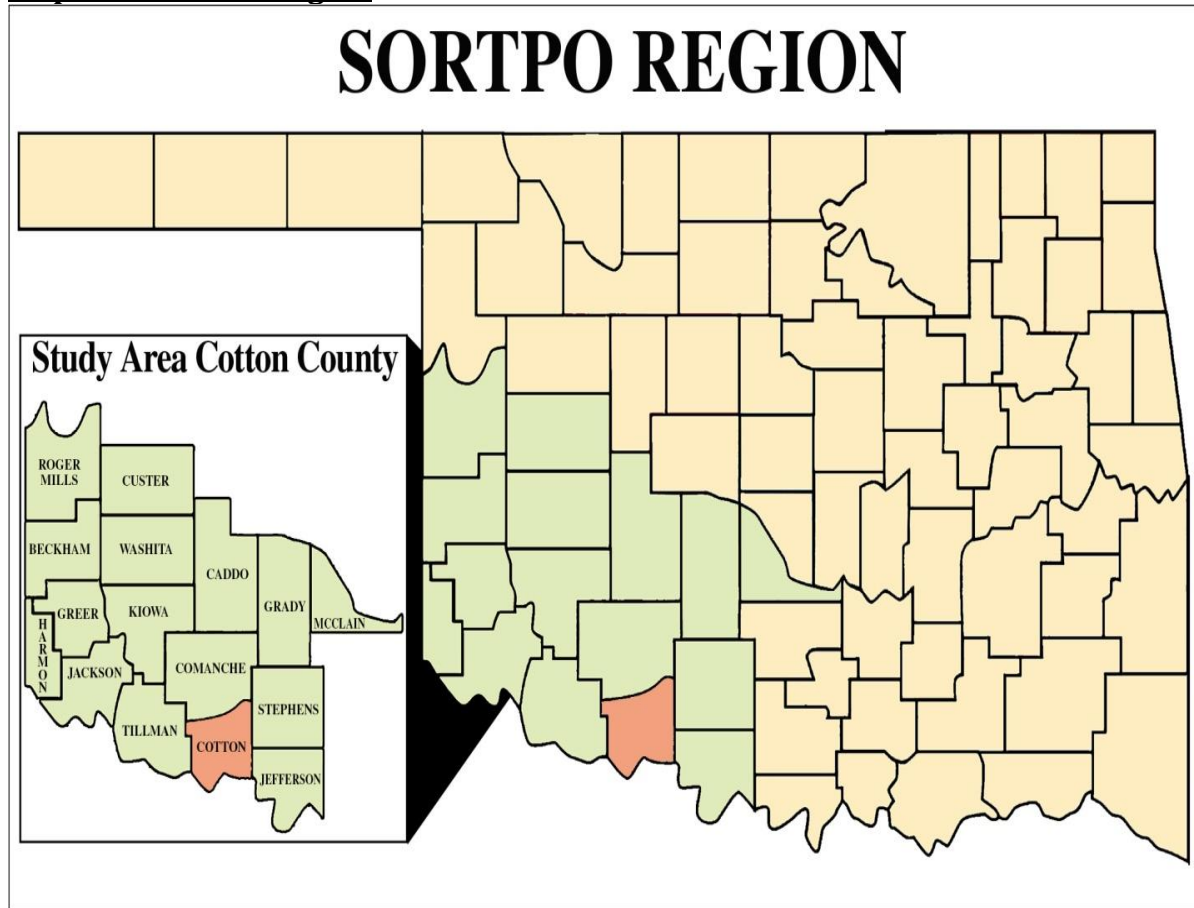 SORTPO REGION
Study Area Cotton County
ROGER
MILLS
CUSTER
BECKHAM
WASHITA
CADDO
GREER
KIOWA
GRADY
MCCLAIN
HARMON
JACKSON
COMANCHE
STEPHENS
TILLMAN
COTTON
JEFFERSON